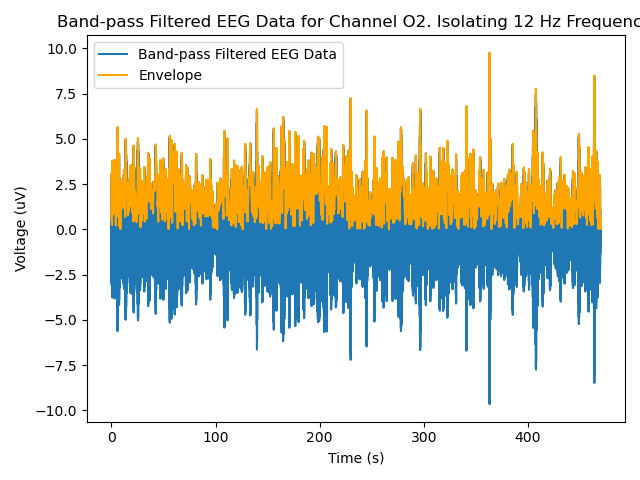 Band-pass Filtered EEG Data for Channel O2. Isolating 12 Hz Frequenc
Band-pass Filtered EEG Data
Envelope
10.0
7.5
5.0
2.5
0.0
−2.5
−5.0
−7.5
−10.0
Voltage (uV)
0 100 200 300 400
Time (s)